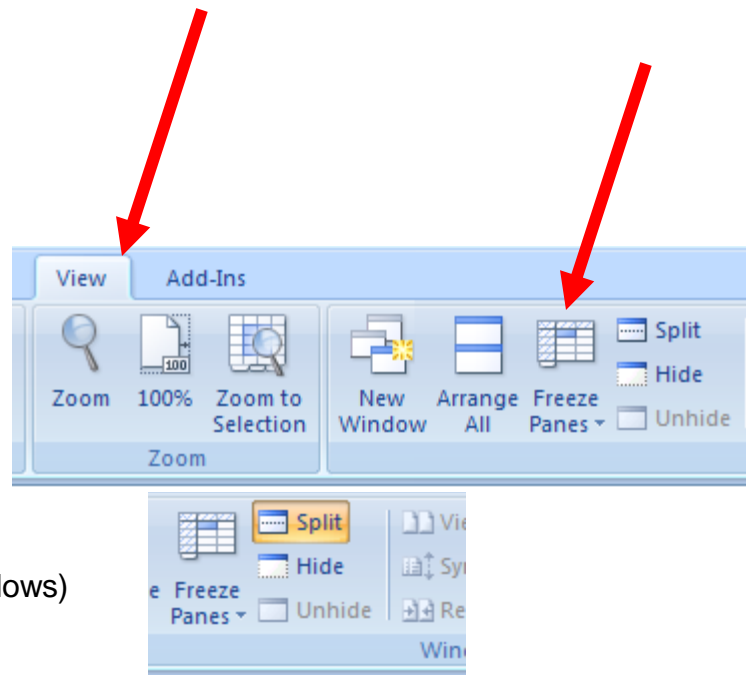 View Add-Ins
100
Zoom 100% Zoom to Selection New Window Arrange All Freeze Panes Split
Hide
Unhide
Zoom
Split
Hide
Freeze Panes Unhide